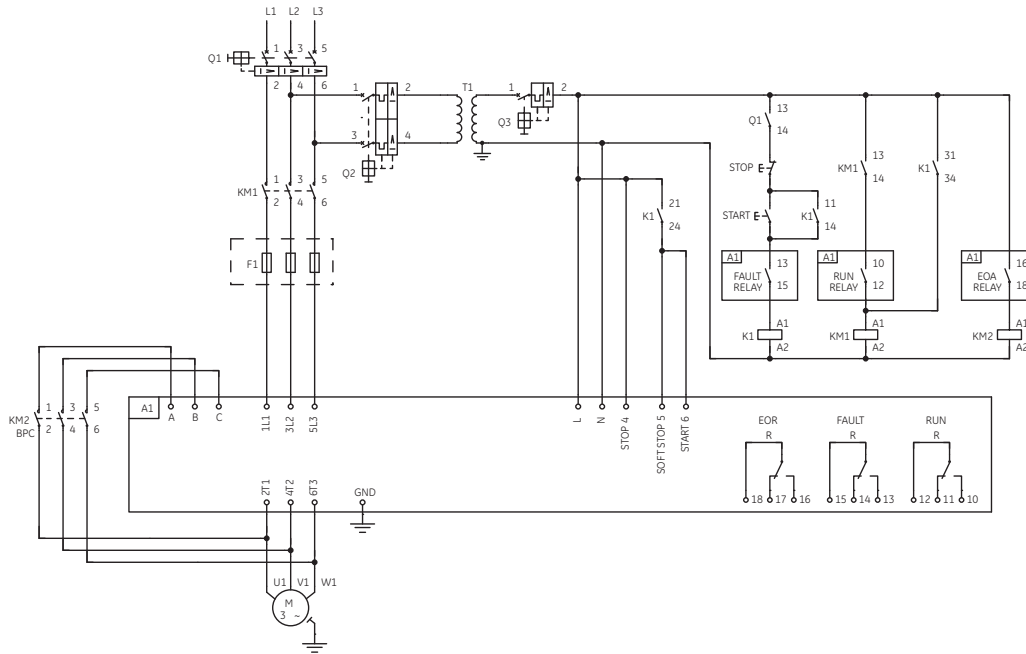 L1 L2 L3
Q1 1 3 5
2 4 6
1 2 T1 1 2
3 4
Q2
Q3
KM1 1 3 5
2 4 6
F1
13
Q1
14
STOP
START
K1 11
14
KM1 13
14
K1 31
34
K1 21
24
A1 13
FAULT
RELAY 15
A1 10
RUN
RELAY 12
A1 16
EOA
RELAY 18
K1 A1
A2
KM1 A1
A2
KM2 A1
A2
KM2 1 3 5
BPC 2 4 6
A1 A B C 1L1 3L2 5L3
L N STOP 4 SOFT STOP 5 START 6
EOR
R
18 17 16
FAULT
R
15 14 13
RUN
R
12 11 10
2T1 4T2 6T3 GND
U1 V1 W1
M
3 ~